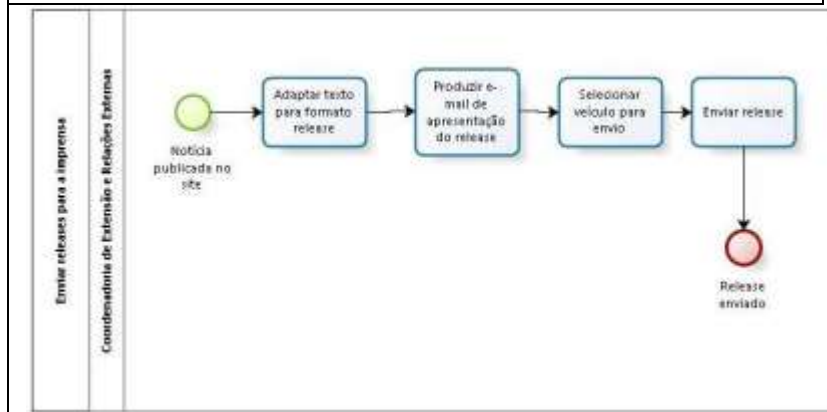 Enviar releases para a imprensa
Coordenadoria de Extensão e Relações Externas
Notícia
publicada no
site
Adaptar texto
para formato
release
Produzir e-
mail de
apresentação
do release
Selecionar
veículo para
envio
Enviar release
Release
enviado